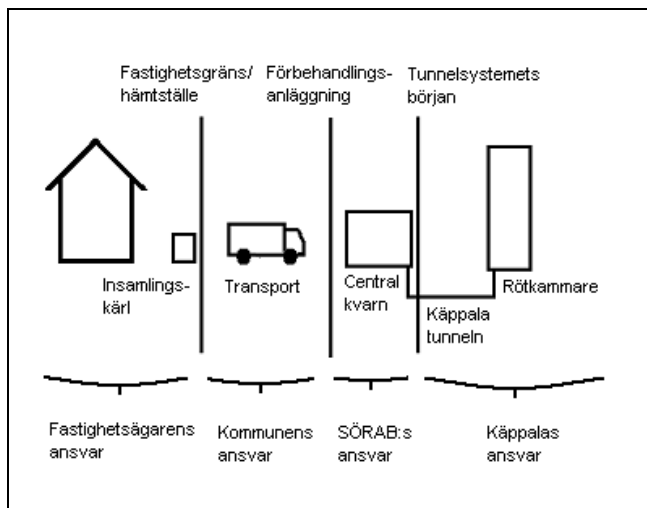 Fastighetsgräns/
hämtställe
Förbehandlings-
anläggning
Tunnelsystemets
början
Insamlings-
kärl
Transport
Central
kvarn
Käppala
tunneln
Rötkammare
Fastighetsägarens
ansvar
Kommunens
ansvar
SÖRAB:s
ansvar
Käppalas
ansvar